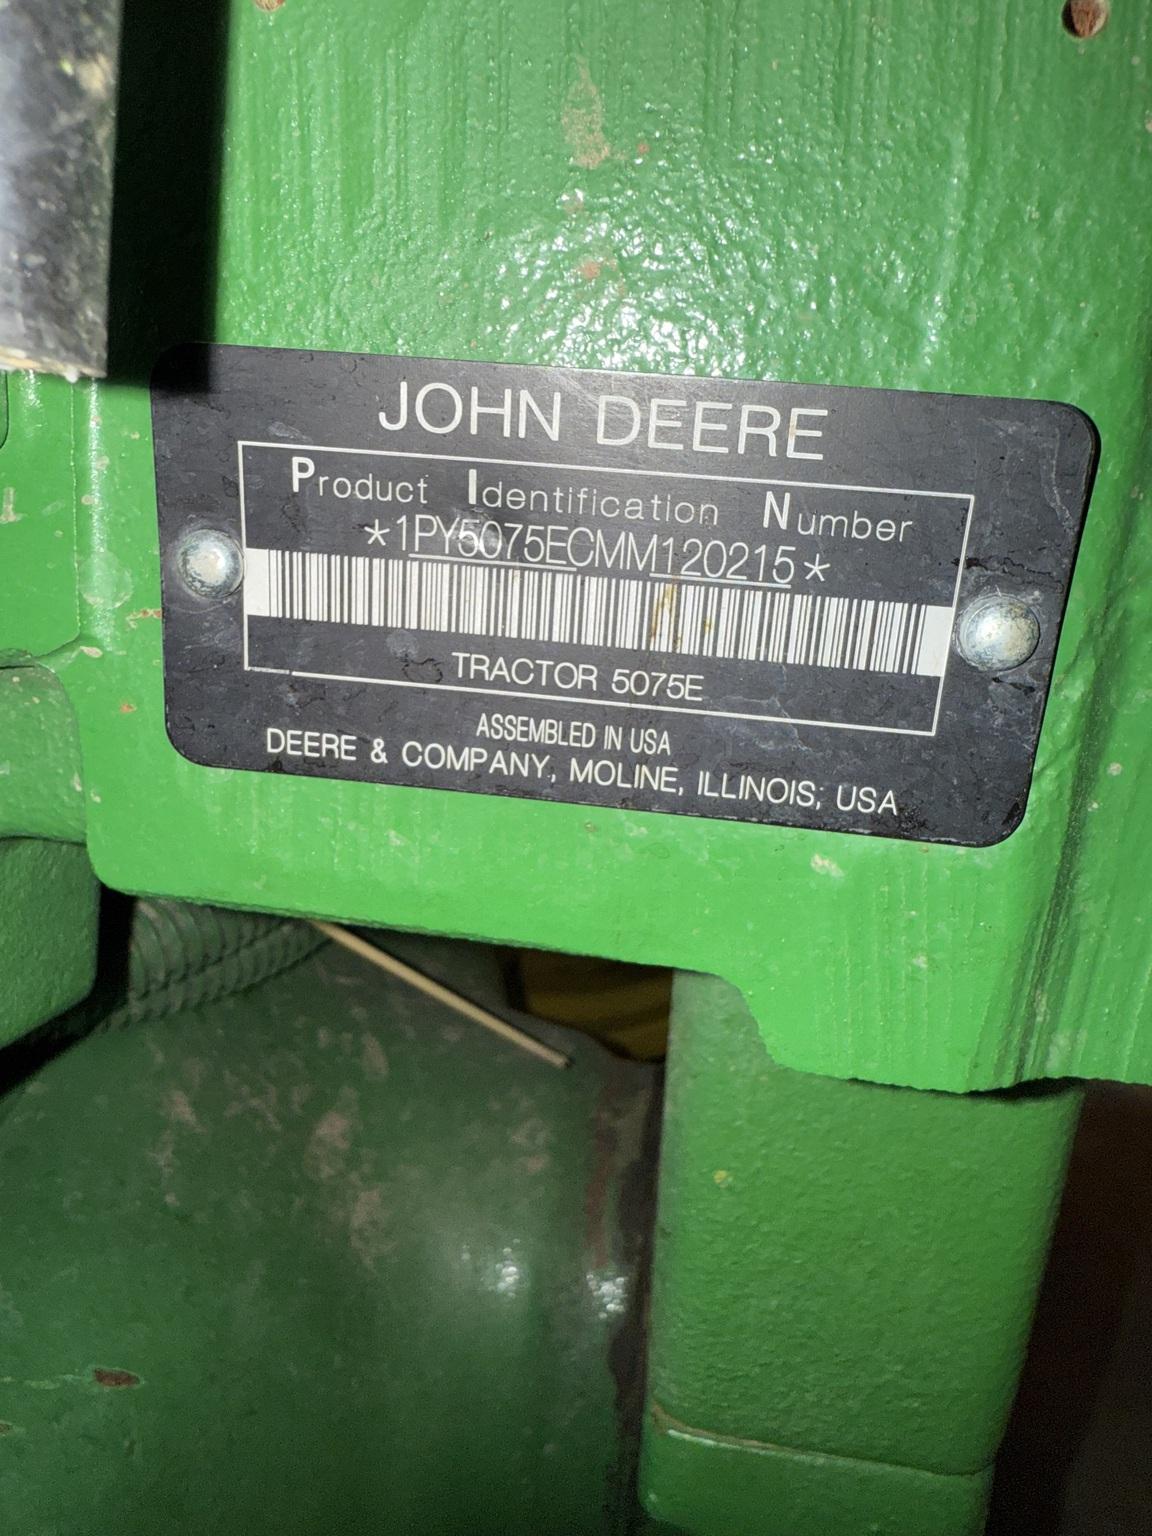 JOHN DEERE
Product Identification Number
*1PY5075ECMM120215*
TRACTOR 5075E
ASSEMBLED IN USA
DEERE & COMPANY, MOLINE, ILLINOIS, USA